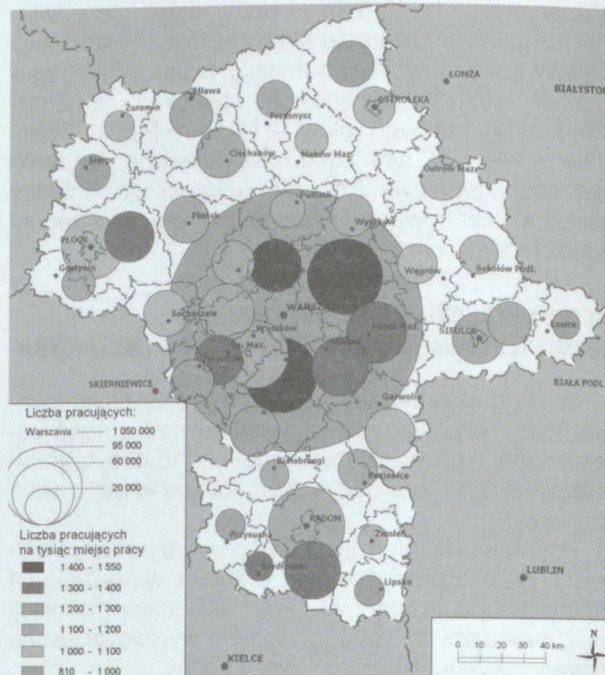 ŁOMŻA
BIAŁYSTOK
OSTROŁĘKA
Mława
Żuromin
Przasnysz
Ciechanów
Maków Maz.
Sierpc
Ostrów Maz.
Pułtusk
Płońsk
Wyszków
PŁOCK
Węgrów
Sokołów Podl.
Gostynin
Sochaczew
WARSZ
Pruszków
Mińsk Maz.
SIEDLCE
Łosice
Gr. Maz.
Otwock
Żyrardów
SKIERNIEWICE
BIAŁA PODL
Garwolin
Białobrzegi
Kozienice
RADOM
Przysucha
Zwoleń
Szydłowiec
Lipsko
LUBLIN
KIELCE
Liczba pracujących:
Warszawa 1 050 000
95 000
60 000
20 000
Liczba pracujących
na tysiąc miejsc pracy
1 400 - 1 550
1 300 - 1 400
1 200 - 1 300
1 100 - 1 200
1 000 - 1 100
810 - 1 000
0 10 20 30 40 km
N